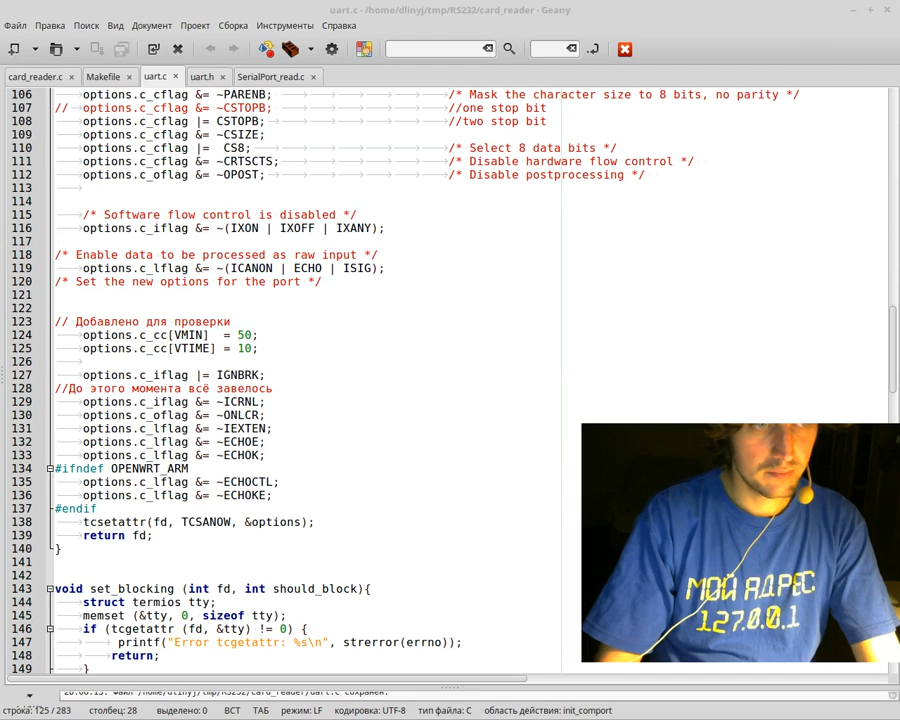 uart.c - /home/dlinyj/tmp/RS232/card_reader - Geany
Файл Правка Поиск Вид Документ Проект Сборка Инструменты Справка
card_reader.c Makefile uart.c uart.h SerialPort_read.c
106 options.c_cflag &= ~PARENB; /* Mask the character size to 8 bits, no parity */
107 // options.c_cflag &= ~CSTOPB; //one stop bit
108 options.c_cflag |= CSTOPB; //two stop bit
109 options.c_cflag &= ~CSIZE;
110 options.c_cflag |= CS8; /* Select 8 data bits */
111 options.c_cflag &= ~CRTSCTS; /* Disable hardware flow control */
112 options.c_oflag &= ~OPOST; /* Disable postprocessing */
113
114
115 /* Software flow control is disabled */
116 options.c_iflag &= ~(IXON | IXOFF | IXANY);
117
118 /* Enable data to be processed as raw input */
119 options.c_lflag &= ~(ICANON | ECHO | ISIG);
120 /* Set the new options for the port */
121
122
123 // Добавлено для проверки
124 options.c_cc[VMIN] = 50;
125 options.c_cc[VTIME] = 10;
126
127 options.c_iflag |= IGNBRK;
128 //До этого момента всё завелось
129 options.c_iflag &= ~ICRNL;
130 options.c_oflag &= ~ONLCR;
131 options.c_lflag &= ~IEXTEN;
132 options.c_lflag &= ~ECHOE;
133 options.c_lflag &= ~ECHOK;
134 #ifndef OPENWRT_ARM
135 options.c_lflag &= ~ECHOCTL;
136 options.c_lflag &= ~ECHOKE;
137 #endif
138 tcsetattr(fd, TCSANOW, &options);
139 return fd;
140 }
141
142
143 void set_blocking (int fd, int should_block){
144 struct termios tty;
145 memset (&tty, 0, sizeof tty);
146 if (tcgetattr (fd, &tty) != 0) {
147 printf("Error tcgetattr: %s\n", strerror(errno));
148 return;
149 }
МОЙ АДРЕС
127.0.0.1
20:00:13: Файл /home/dlinyj/tmp/RS232/card_reader/uart.c сохранён.
строка: 125 / 283 столбец: 28 выделено: 0 ВСТ ТАБ режим: LF кодировка: UTF-8 тип файла: C область действия: init_comport